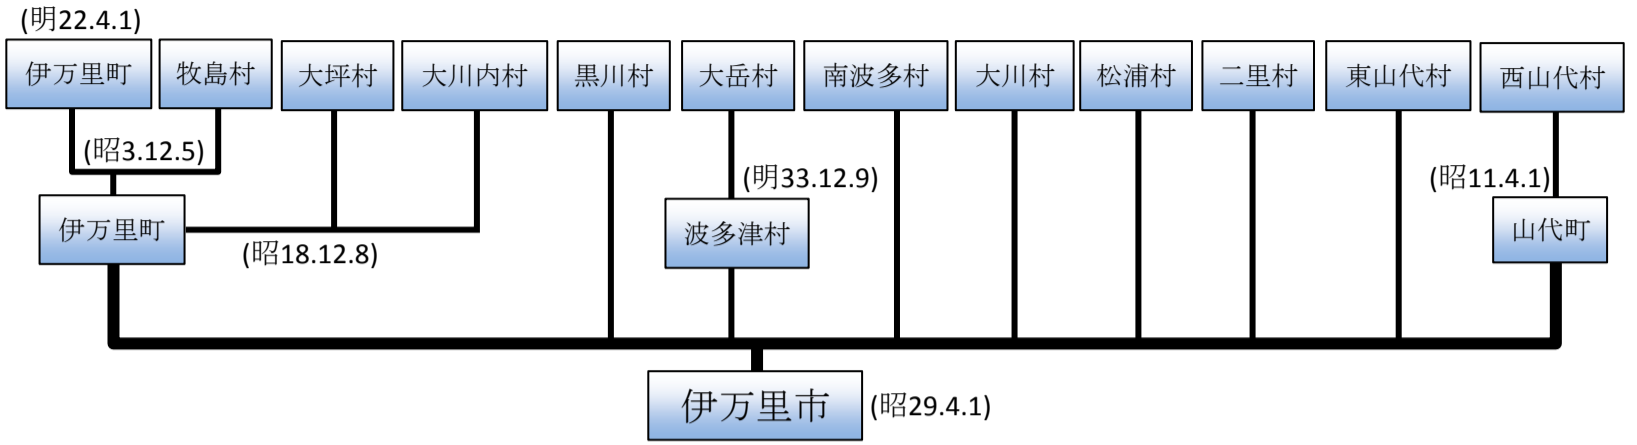 (明22.4.1)
伊万里町
牧島村
大坪村
大川内村
黒川村
大岳村
南波多村
大川村
松浦村
二里村
東山代村
西山代村
(昭3.12.5)
(明33.12.9)
(昭11.4.1)
伊万里町
(昭18.12.8)
波多津村
山代町
伊万里市
(昭29.4.1)